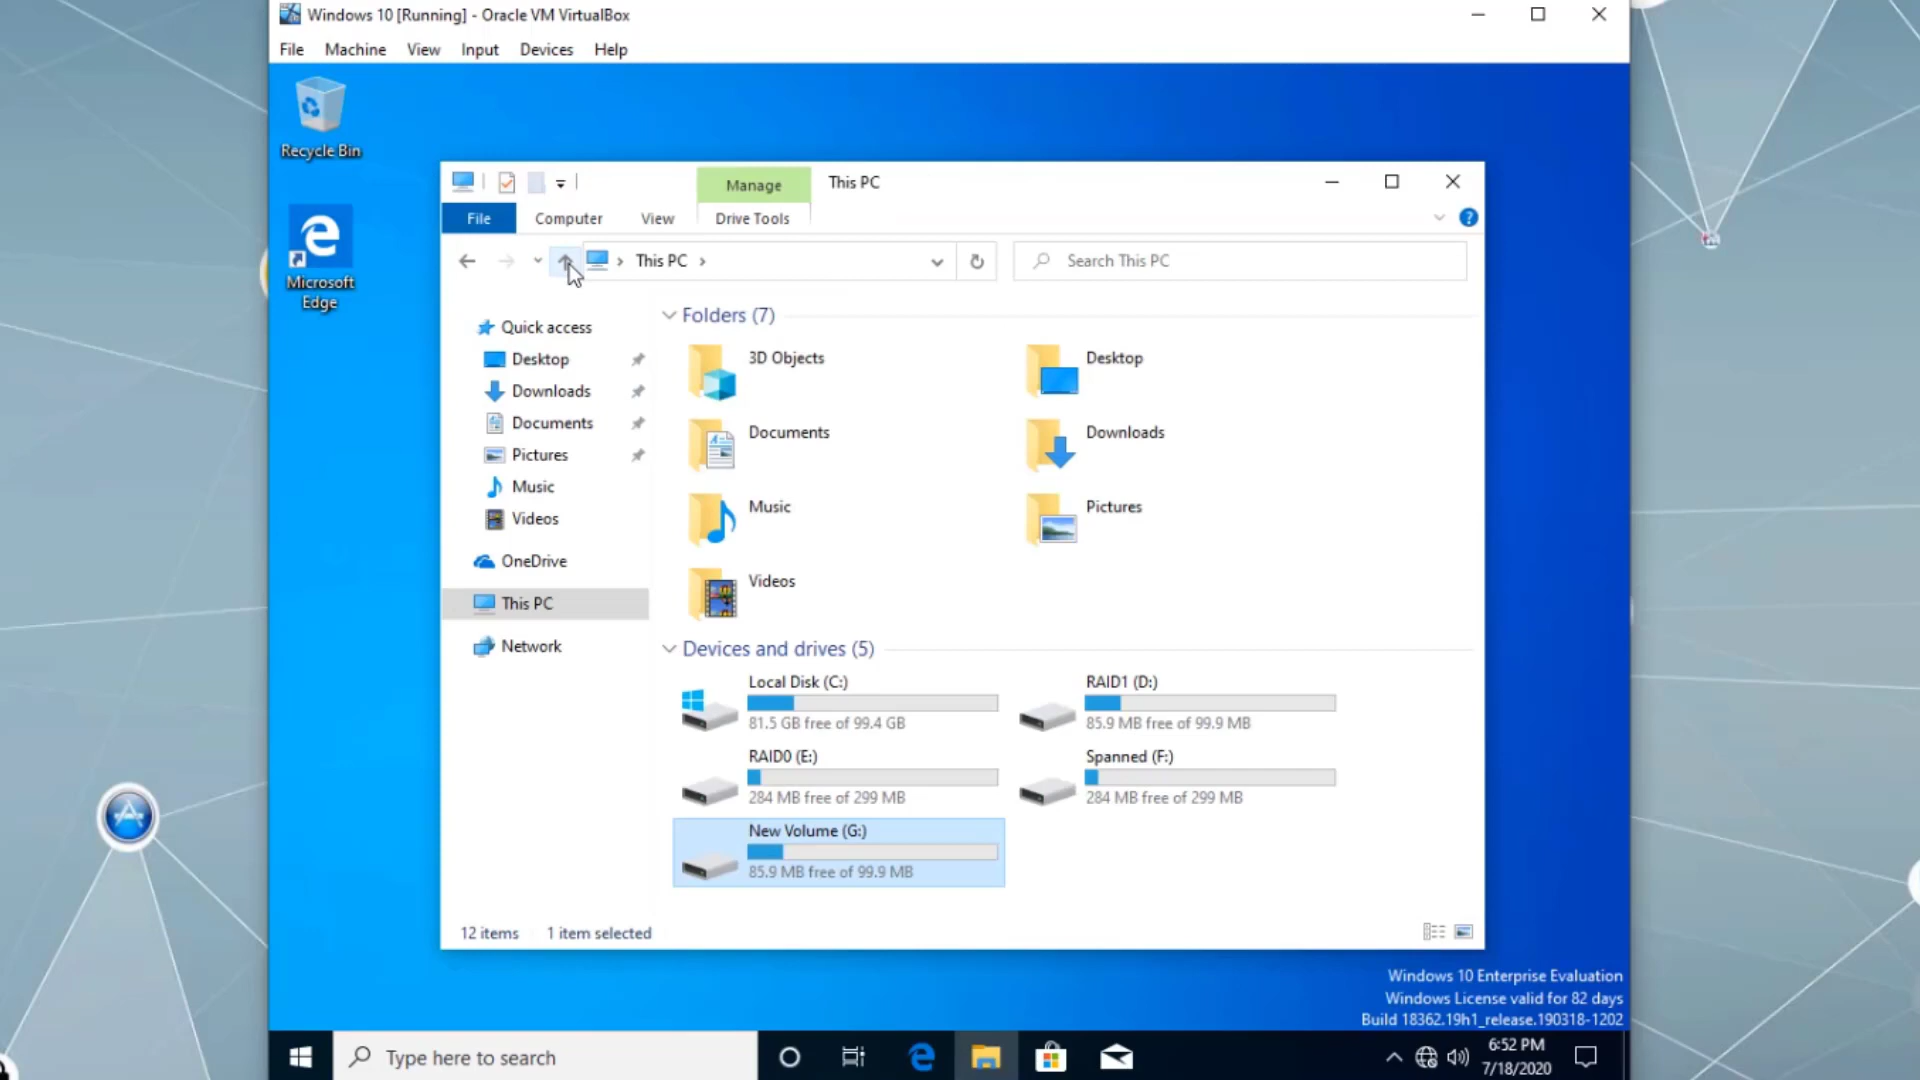 Windows 10 [Running] - Oracle VM VirtualBox
File Machine View Input Devices Help
Recycle Bin
Microsoft
Edge
Manage This PC
File Computer View Drive Tools
This PC
Search This PC
Quick access
Desktop
Downloads
Documents
Pictures
Music
Videos
OneDrive
This PC
Network
Folders (7)
3D Objects
Desktop
Documents
Downloads
Music
Pictures
Videos
Devices and drives (5)
Local Disk (C:)
81.5 GB free of 99.4 GB
RAID1 (D:)
85.9 MB free of 99.9 MB
RAID0 (E:)
284 MB free of 299 MB
Spanned (F:)
284 MB free of 299 MB
New Volume (G:)
85.9 MB free of 99.9 MB
12 items 1 item selected
Windows 10 Enterprise Evaluation
Windows License valid for 82 days
Build 18362.19h1_release.190318-1202
Type here to search
6:52 PM
7/18/2020